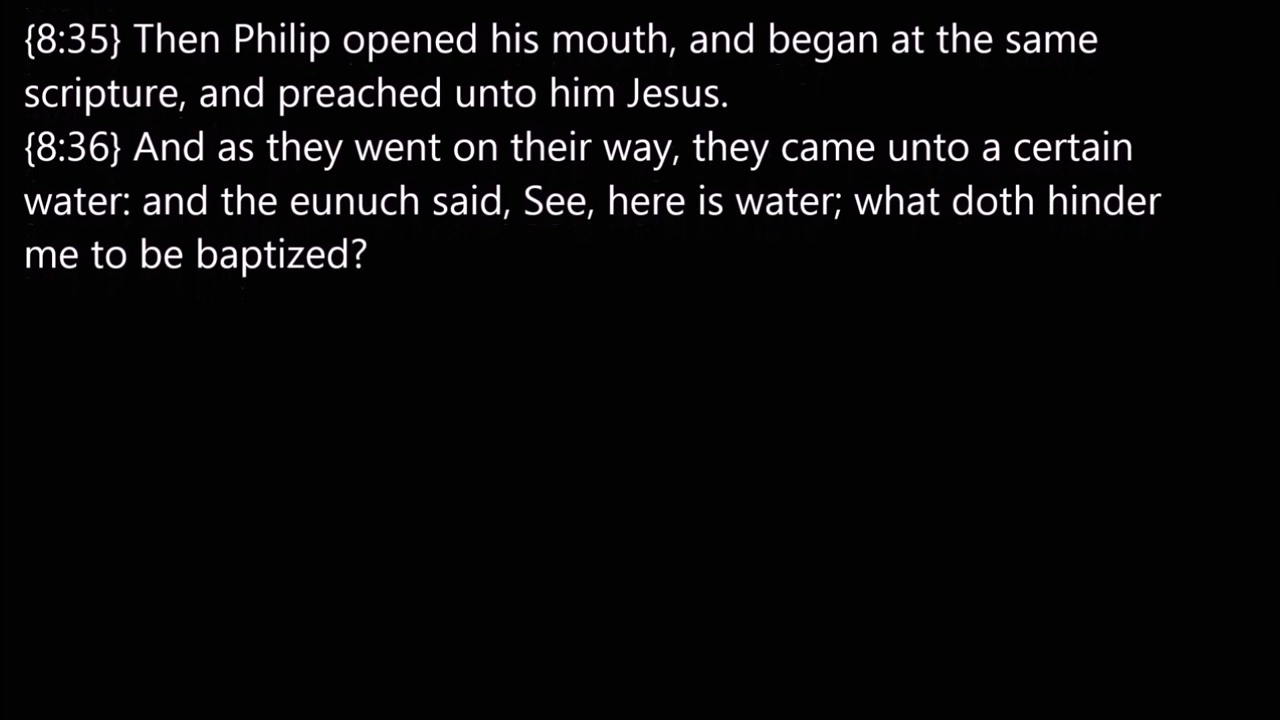 {8:35} Then Philip opened his mouth, and began at the same
scripture, and preached unto him Jesus.
{8:36} And as they went on their way, they came unto a certain
water: and the eunuch said, See, here is water; what doth hinder
me to be baptized?